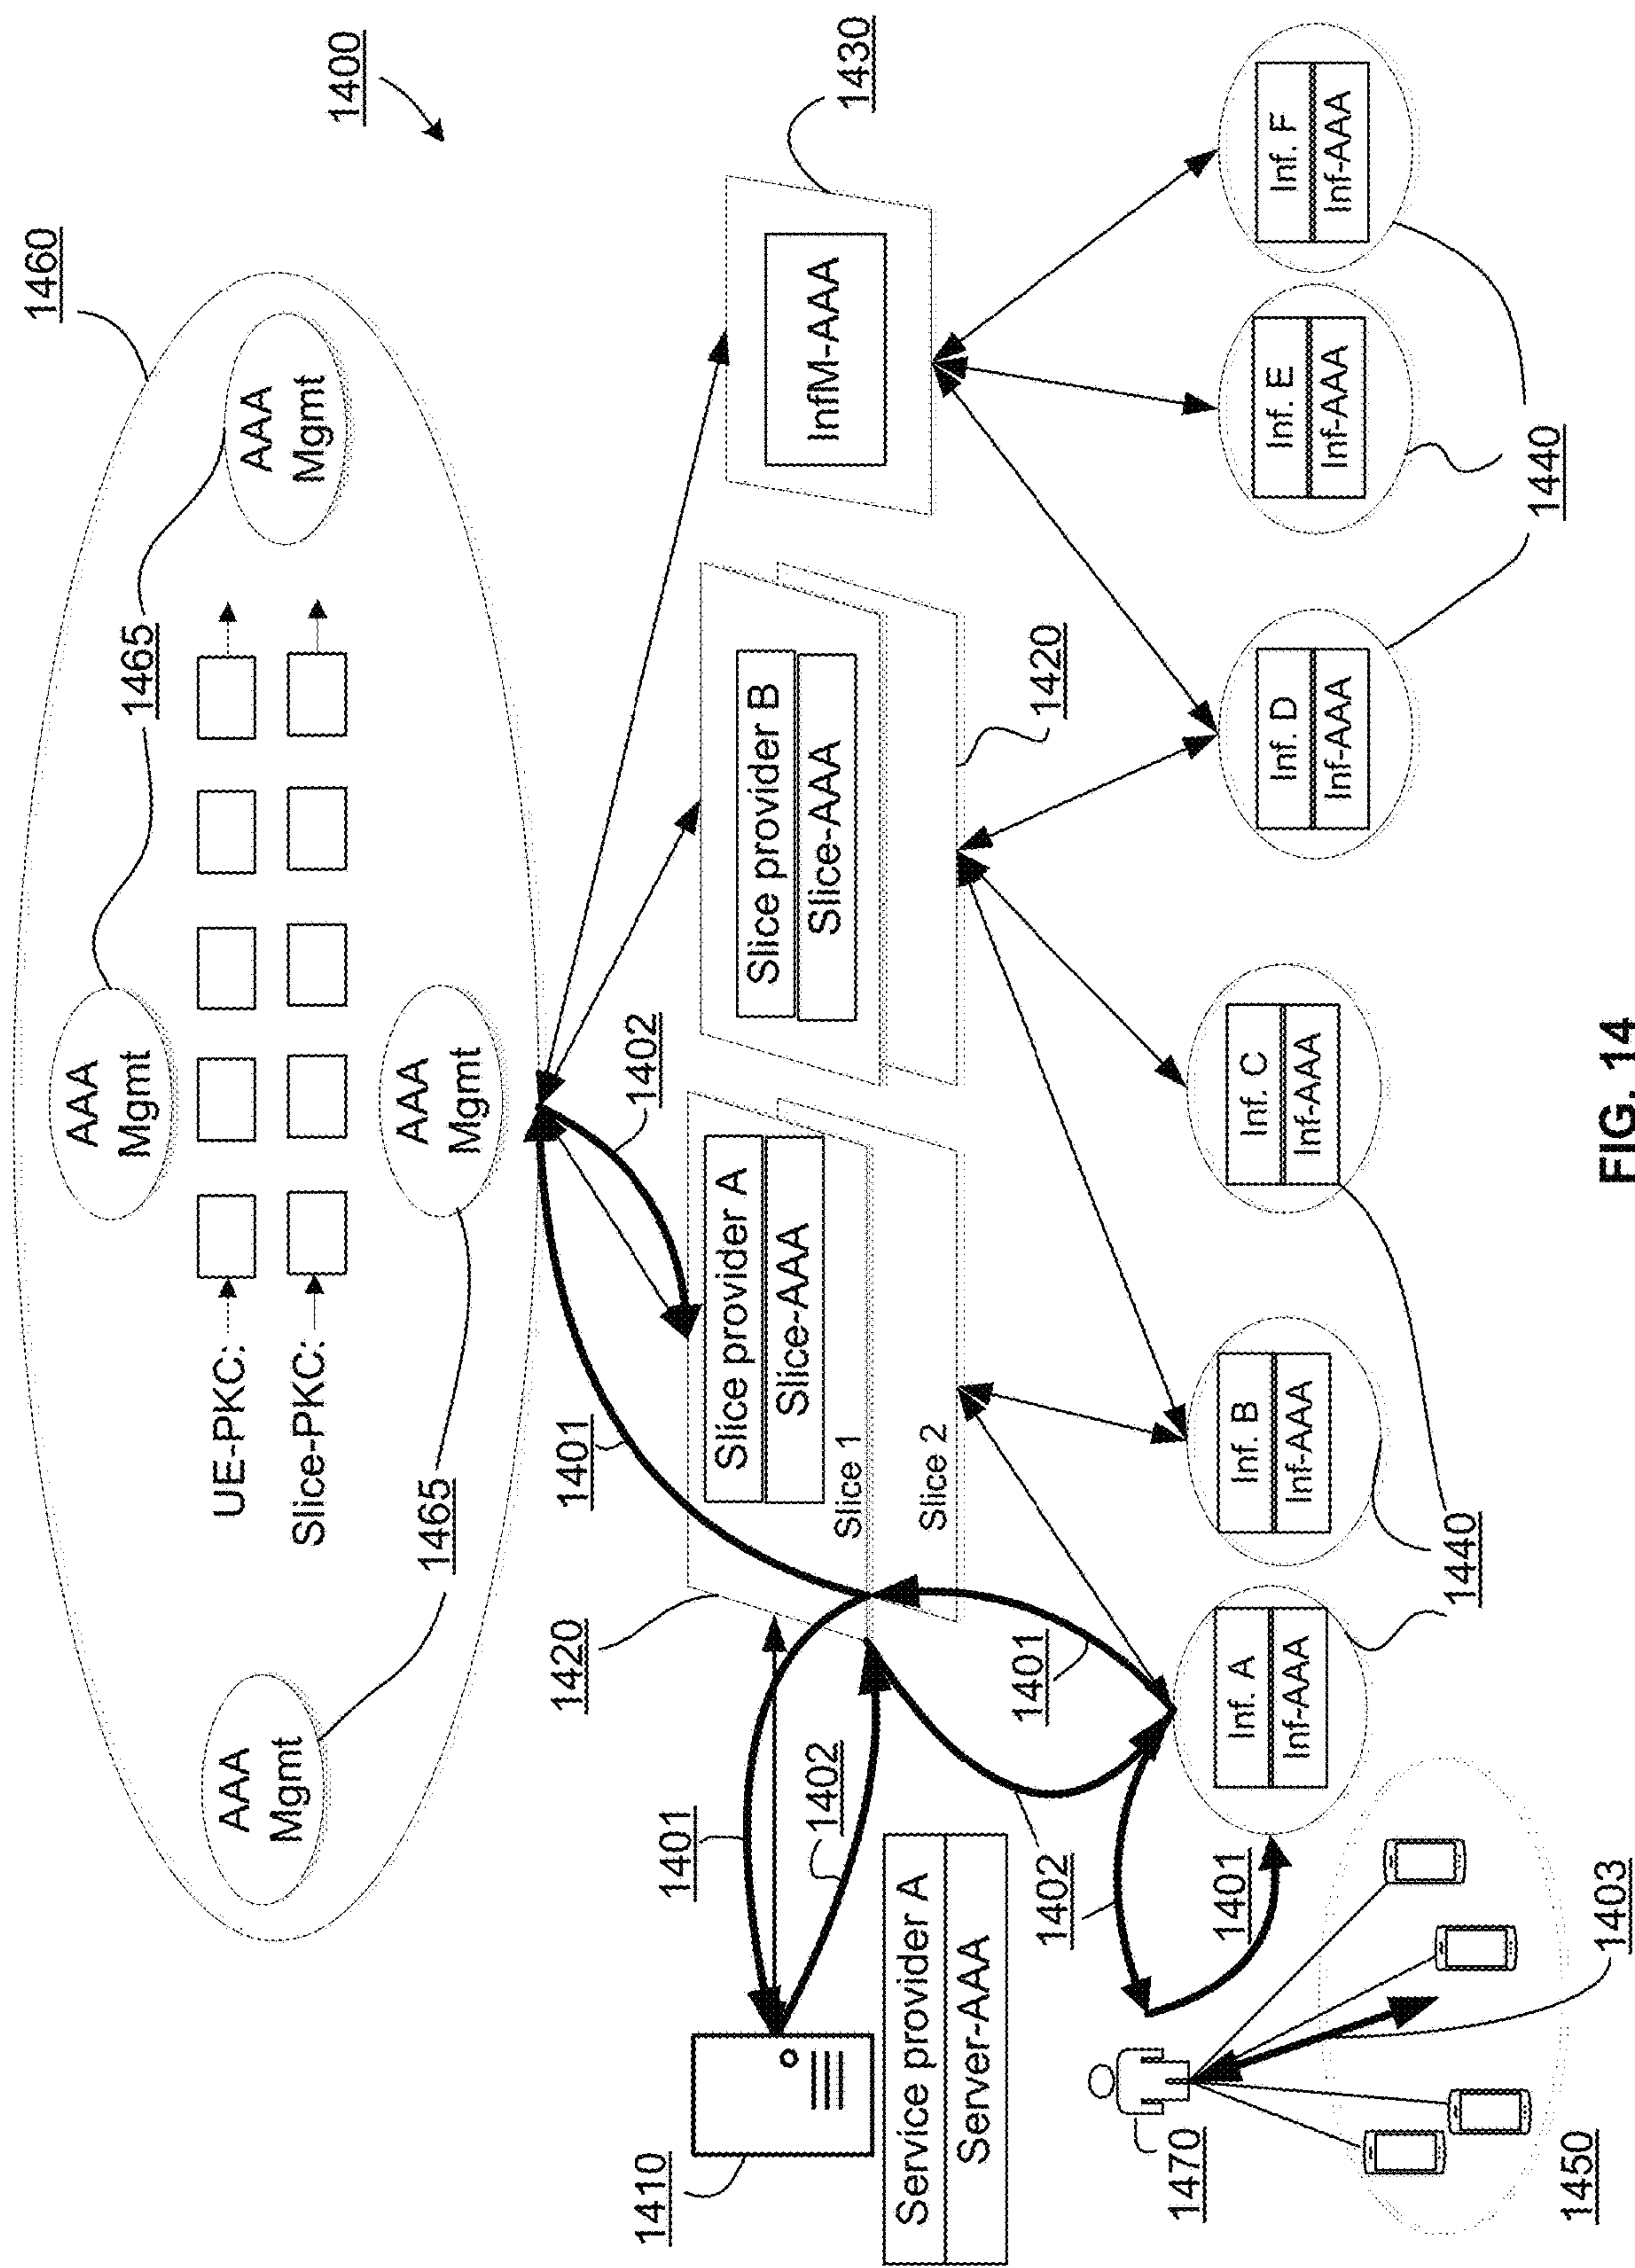 1400
1460
AAA
Mgmt
1465
AAA
Mgmt
AAA
Mgmt
UE-PKC:
Slice-PKC:
AAA
Mgmt
1465
1401
1402
1420
Slice provider A
Slice-AAA
Slice 1
Slice 2
Slice provider B
Slice-AAA
1420
InfM-AAA
1430
1410
1401
1402
Service provider A
Server-AAA
1402
1401
1401
1470
1450
1403
Inf. A
Inf-AAA
Inf. B
Inf-AAA
Inf. C
Inf-AAA
Inf. D
Inf-AAA
Inf. E
Inf-AAA
Inf. F
Inf-AAA
1440
1440
FIG. 14